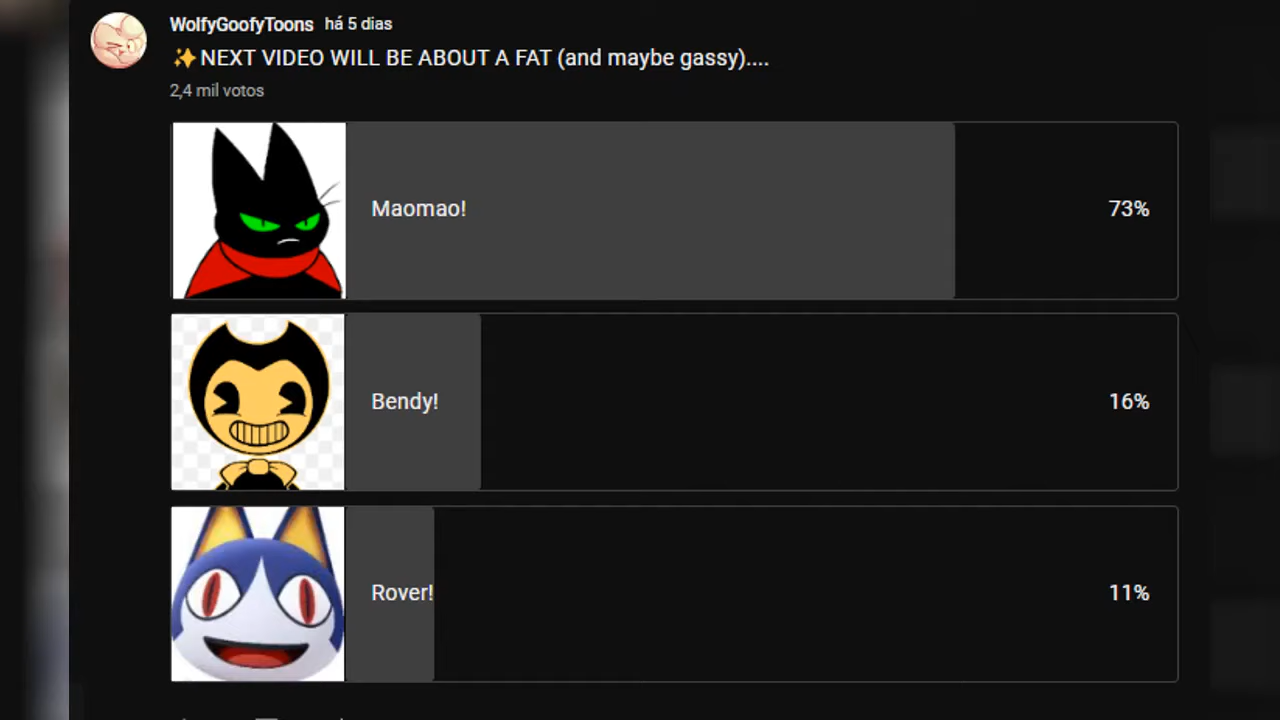 WolfyGoofyToons há 5 dias
✨NEXT VIDEO WILL BE ABOUT A FAT (and maybe gassy)....
2,4 mil votos
Maomao! 73%
Bendy! 16%
Rover! 11%